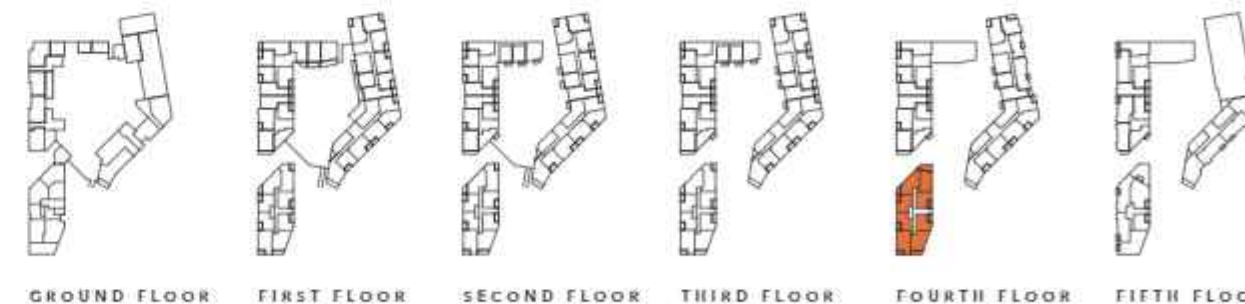 GROUND FLOOR
FIRST FLOOR
SECOND FLOOR
THIRD FLOOR
FOURTH FLOOR
FIFTH FLOO